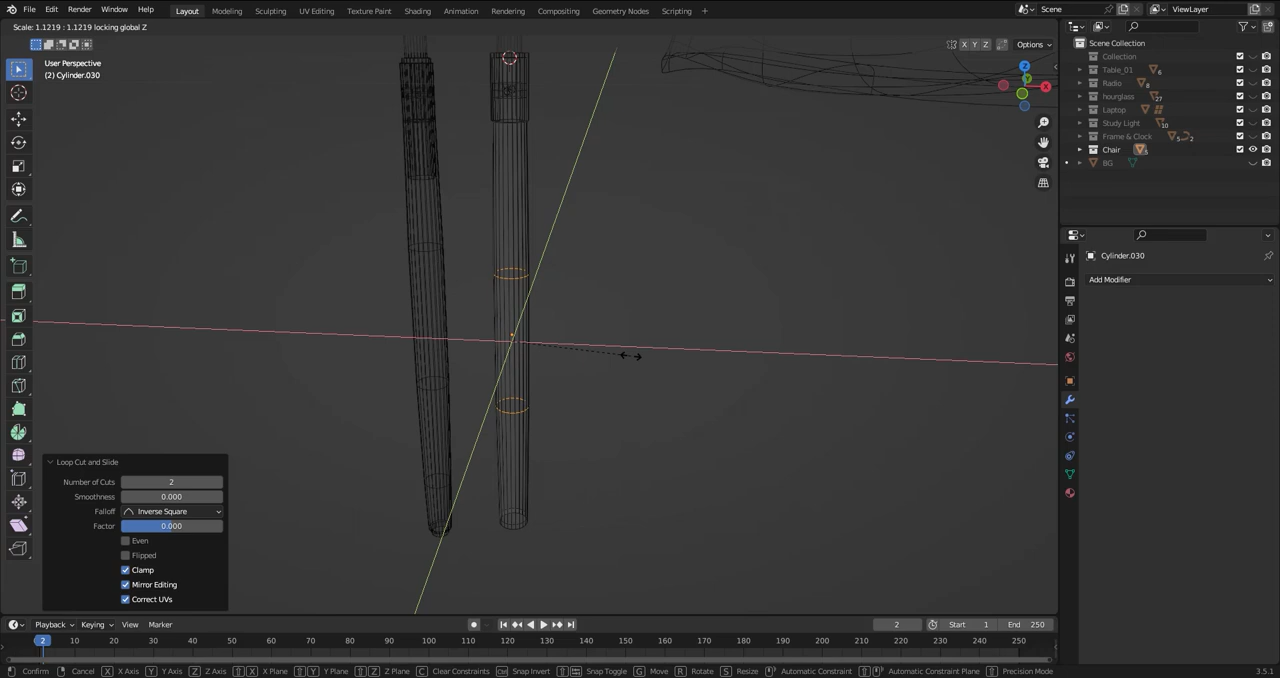 File Edit Render Window Help Layout Modeling Sculpting UV Editing Texture Paint Shading Animation Rendering Compositing Geometry Nodes Scripting + Scene ViewLayer
Scale: 1.1219 : 1.1219 locking global Z
X Y Z Options
User Perspective
(2) Cylinder.030
Z
X
Scene Collection
Collection
Table_01 6
Radio 8
hourglass 27
Laptop
Study Light 10
Frame & Clock 5 2
Chair
BG
Cylinder.030
Add Modifier
Loop Cut and Slide
Number of Cuts 2
Smoothness 0.000
Falloff Inverse Square
Factor 0.000
Even
Flipped
Clamp
Mirror Editing
Correct UVs
Playback Keying View Marker 2 Start 1 End 250
2 10 20 30 40 50 60 70 80 90 100 110 120 130 140 150 160 170 180 190 200 210 220 230 240 250
Confirm Cancel X X Axis Y Y Axis Z Z Axis X X Plane Y Y Plane Z Z Plane C Clear Constraints Snap Invert Snap Toggle G Move R Rotate S Resize Automatic Constraint Automatic Constraint Plane Precision Mode 3.5.1